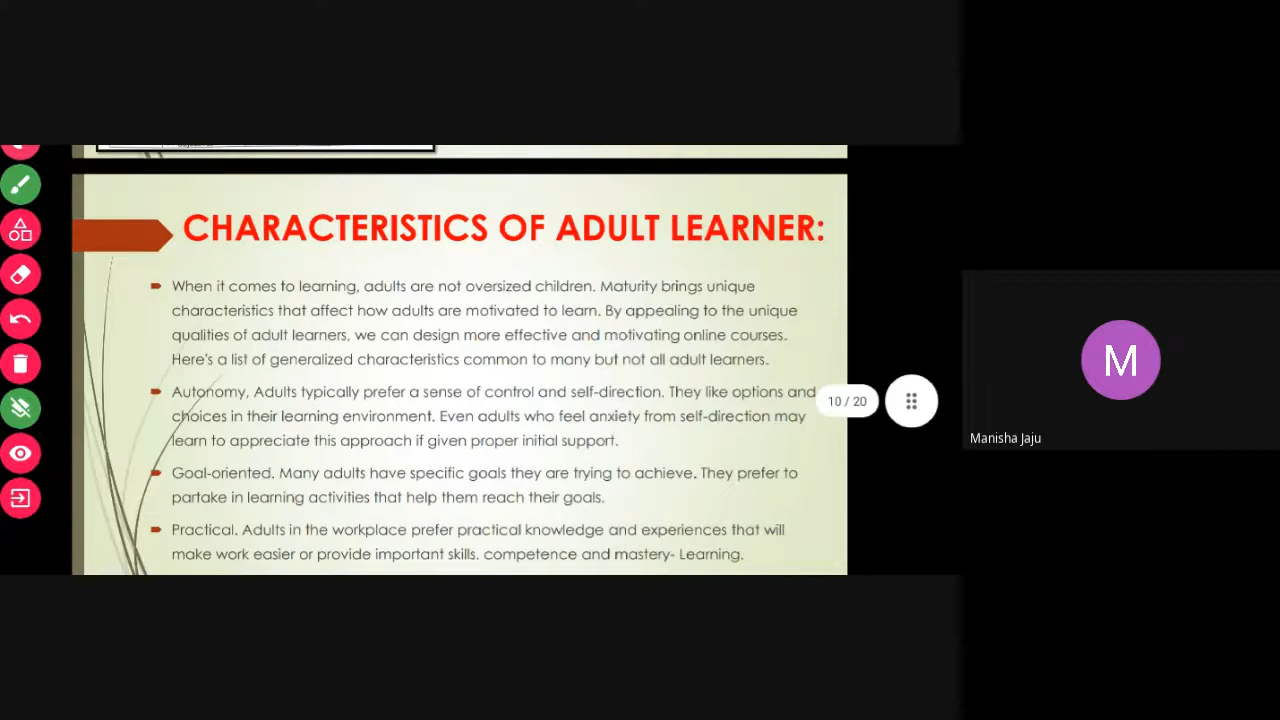 CHARACTERISTICS OF ADULT LEARNER:
When it comes to learning, adults are not oversized children. Maturity brings unique
characteristics that affect how adults are motivated to learn. By appealing to the unique
qualities of adult learners, we can design more effective and motivating online courses.
Here's a list of generalized characteristics common to many but not all adult learners.
Autonomy, Adults typically prefer a sense of control and self-direction. They like options and
choices in their learning environment. Even adults who feel anxiety from self-direction may
learn to appreciate this approach if given proper initial support.
Goal-oriented. Many adults have specific goals they are trying to achieve. They prefer to
partake in learning activities that help them reach their goals.
Practical. Adults in the workplace prefer practical knowledge and experiences that will
make work easier or provide important skills. competence and mastery- Learning.
10 / 20
M
Manisha Jaju